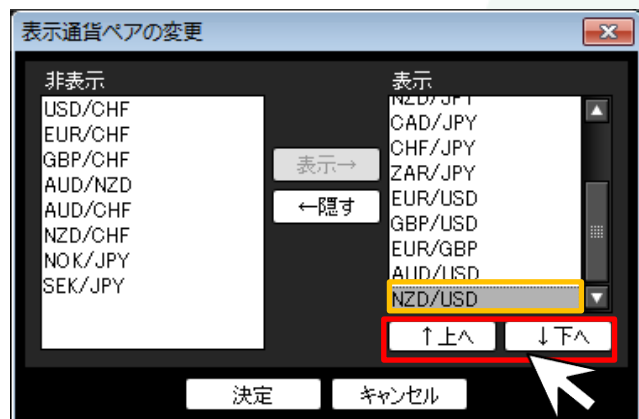 表示通貨ペアの変更
非表示
USD/CHF
EUR/CHF
GBP/CHF
AUD/NZD
AUD/CHF
NZD/CHF
NOK/JPY
SEK/JPY
表示→
←隠す
表示
NZD/JPY
CAD/JPY
CHF/JPY
ZAR/JPY
EUR/USD
GBP/USD
EUR/GBP
AUD/USD
NZD/USD
↑上へ
↓下へ
決定
キャンセル